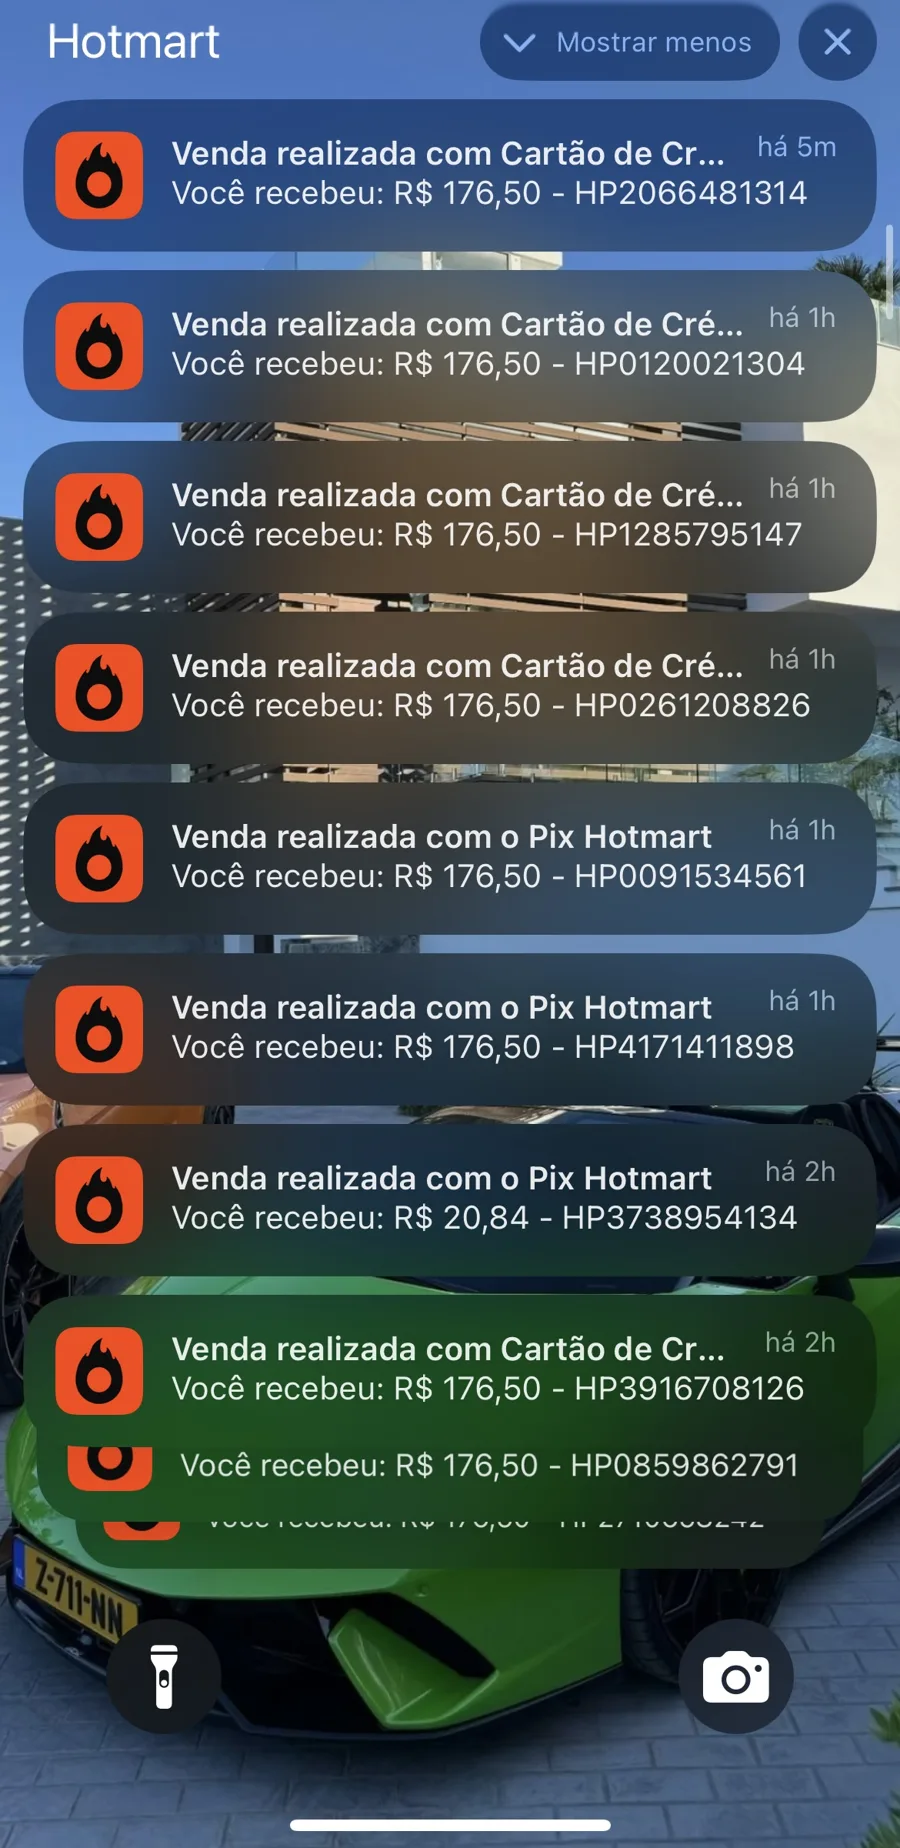 Hotmart
Mostrar menos
Venda realizada com Cartão de Cr...
há 5m
Você recebeu: R$ 176,50 - HP2066481314
Venda realizada com Cartão de Cré...
há 1h
Você recebeu: R$ 176,50 - HP0120021304
Venda realizada com Cartão de Cré...
há 1h
Você recebeu: R$ 176,50 - HP1285795147
Venda realizada com Cartão de Cré...
há 1h
Você recebeu: R$ 176,50 - HP0261208826
Venda realizada com o Pix Hotmart
há 1h
Você recebeu: R$ 176,50 - HP0091534561
Venda realizada com o Pix Hotmart
há 1h
Você recebeu: R$ 176,50 - HP4171411898
Venda realizada com o Pix Hotmart
há 2h
Você recebeu: R$ 20,84 - HP3738954134
Venda realizada com Cartão de Cr...
há 2h
Você recebeu: R$ 176,50 - HP3916708126
Você recebeu: R$ 176,50 - HP0859862791
Z-711-NN